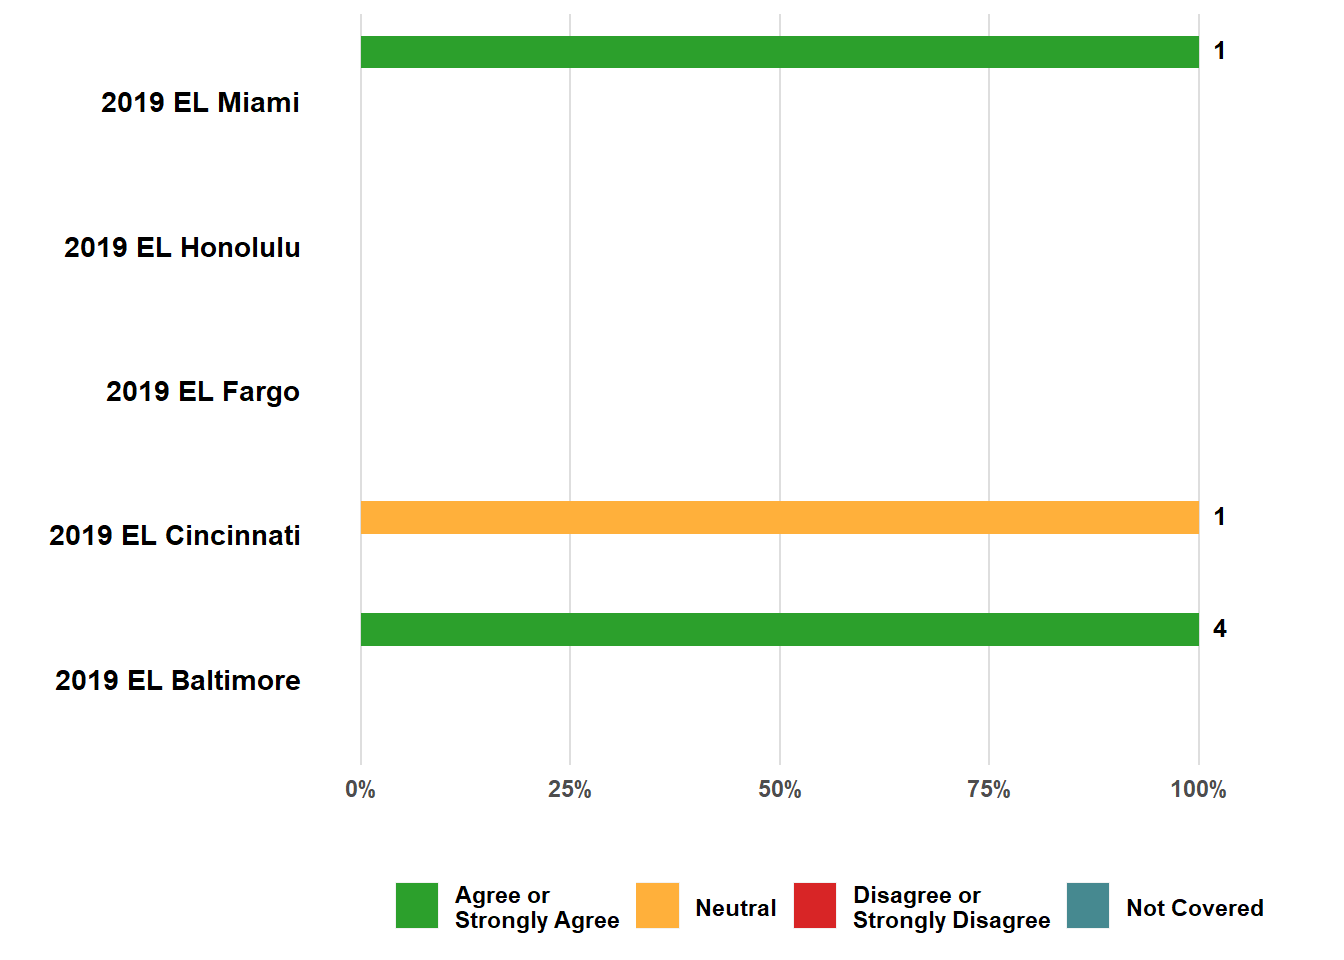 1
2019 EL Miami
2019 EL Honolulu
2019 EL Fargo
1
2019 EL Cincinnati
4
2019 EL Baltimore
0% 25% 50% 75% 100%
Agree or
Strongly Agree
Neutral
Disagree or
Strongly Disagree
Not Covered